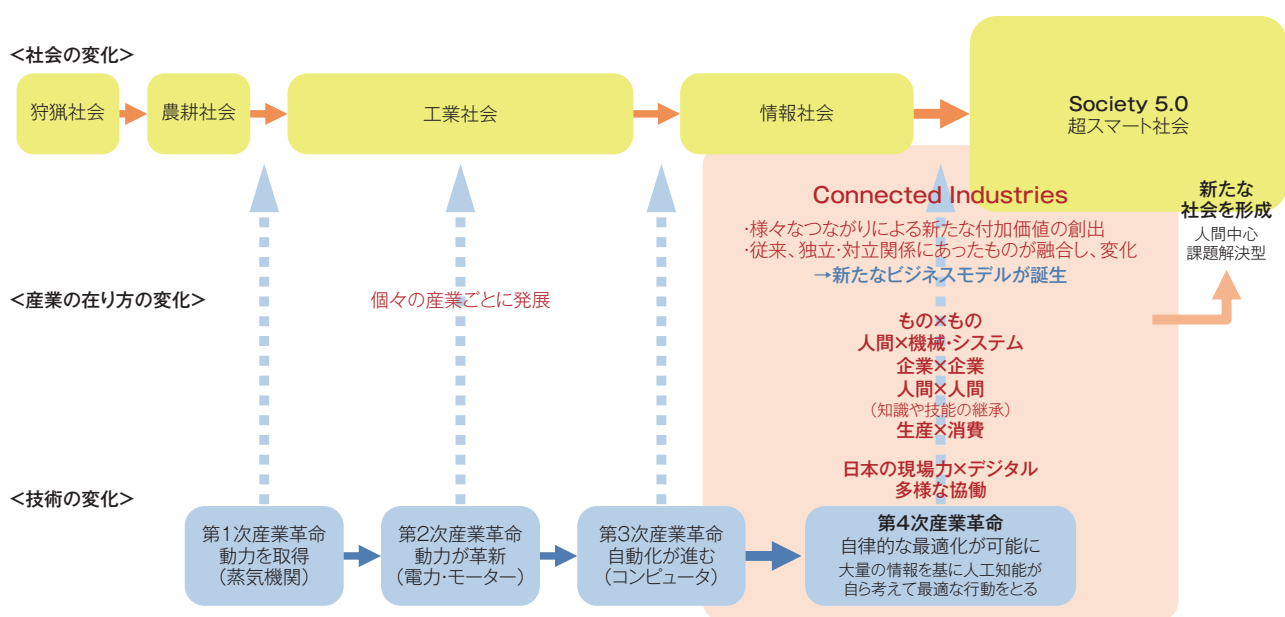 <社会の変化>
狩猟社会
農耕社会
工業社会
情報社会
Society 5.0
超スマート社会
Connected Industries
・様々なつながりによる新たな付加価値の創出
・従来、独立・対立関係にあったものが融合し、変化
→新たなビジネスモデルが誕生
新たな
社会を形成
人間中心
課題解決型
<産業の在り方の変化>
個々の産業ごとに発展
もの×もの
人間×機械・システム
企業×企業
人間×人間
(知識や技能の継承)
生産×消費
日本の現場力×デジタル
多様な協働
<技術の変化>
第1次産業革命
動力を取得
(蒸気機関)
第2次産業革命
動力が革新
(電力・モーター)
第3次産業革命
自動化が進む
(コンピュータ)
第4次産業革命
自律的な最適化が可能に
大量の情報を基に人工知能が
自ら考えて最適な行動をとる